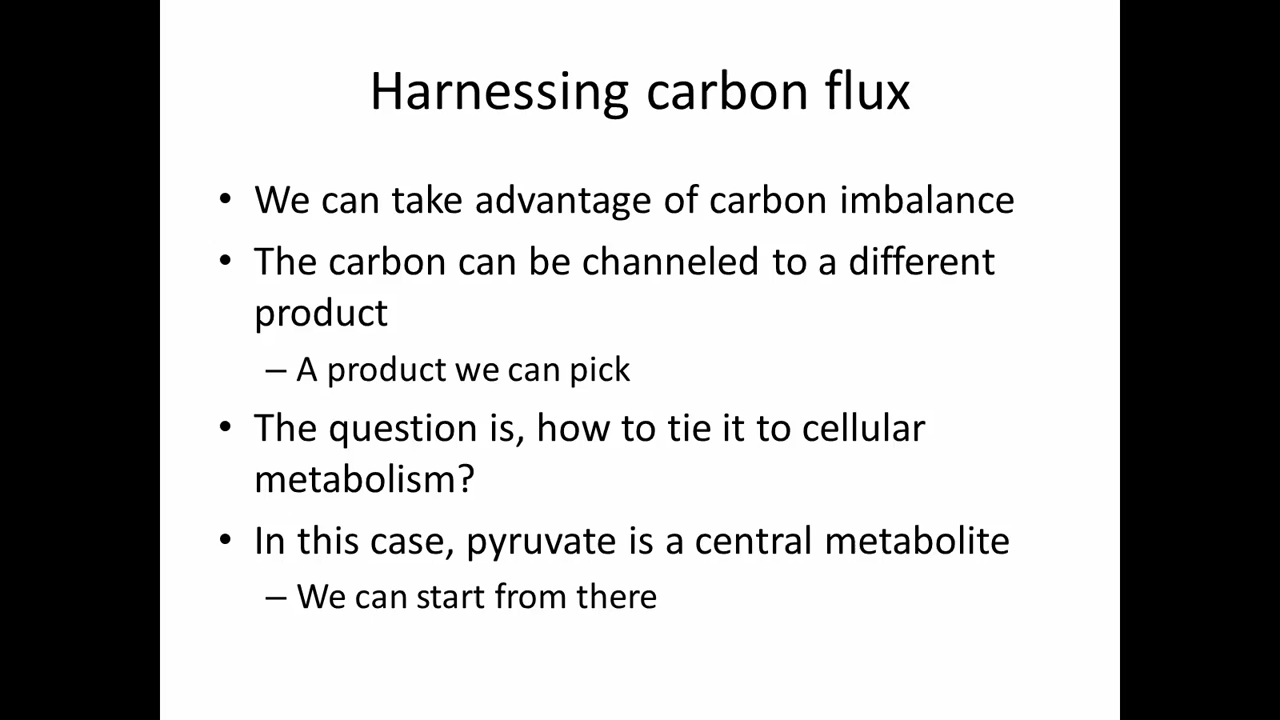 Harnessing carbon flux
• We can take advantage of carbon imbalance
• The carbon can be channeled to a different
product
– A product we can pick
• The question is, how to tie it to cellular
metabolism?
• In this case, pyruvate is a central metabolite
– We can start from there